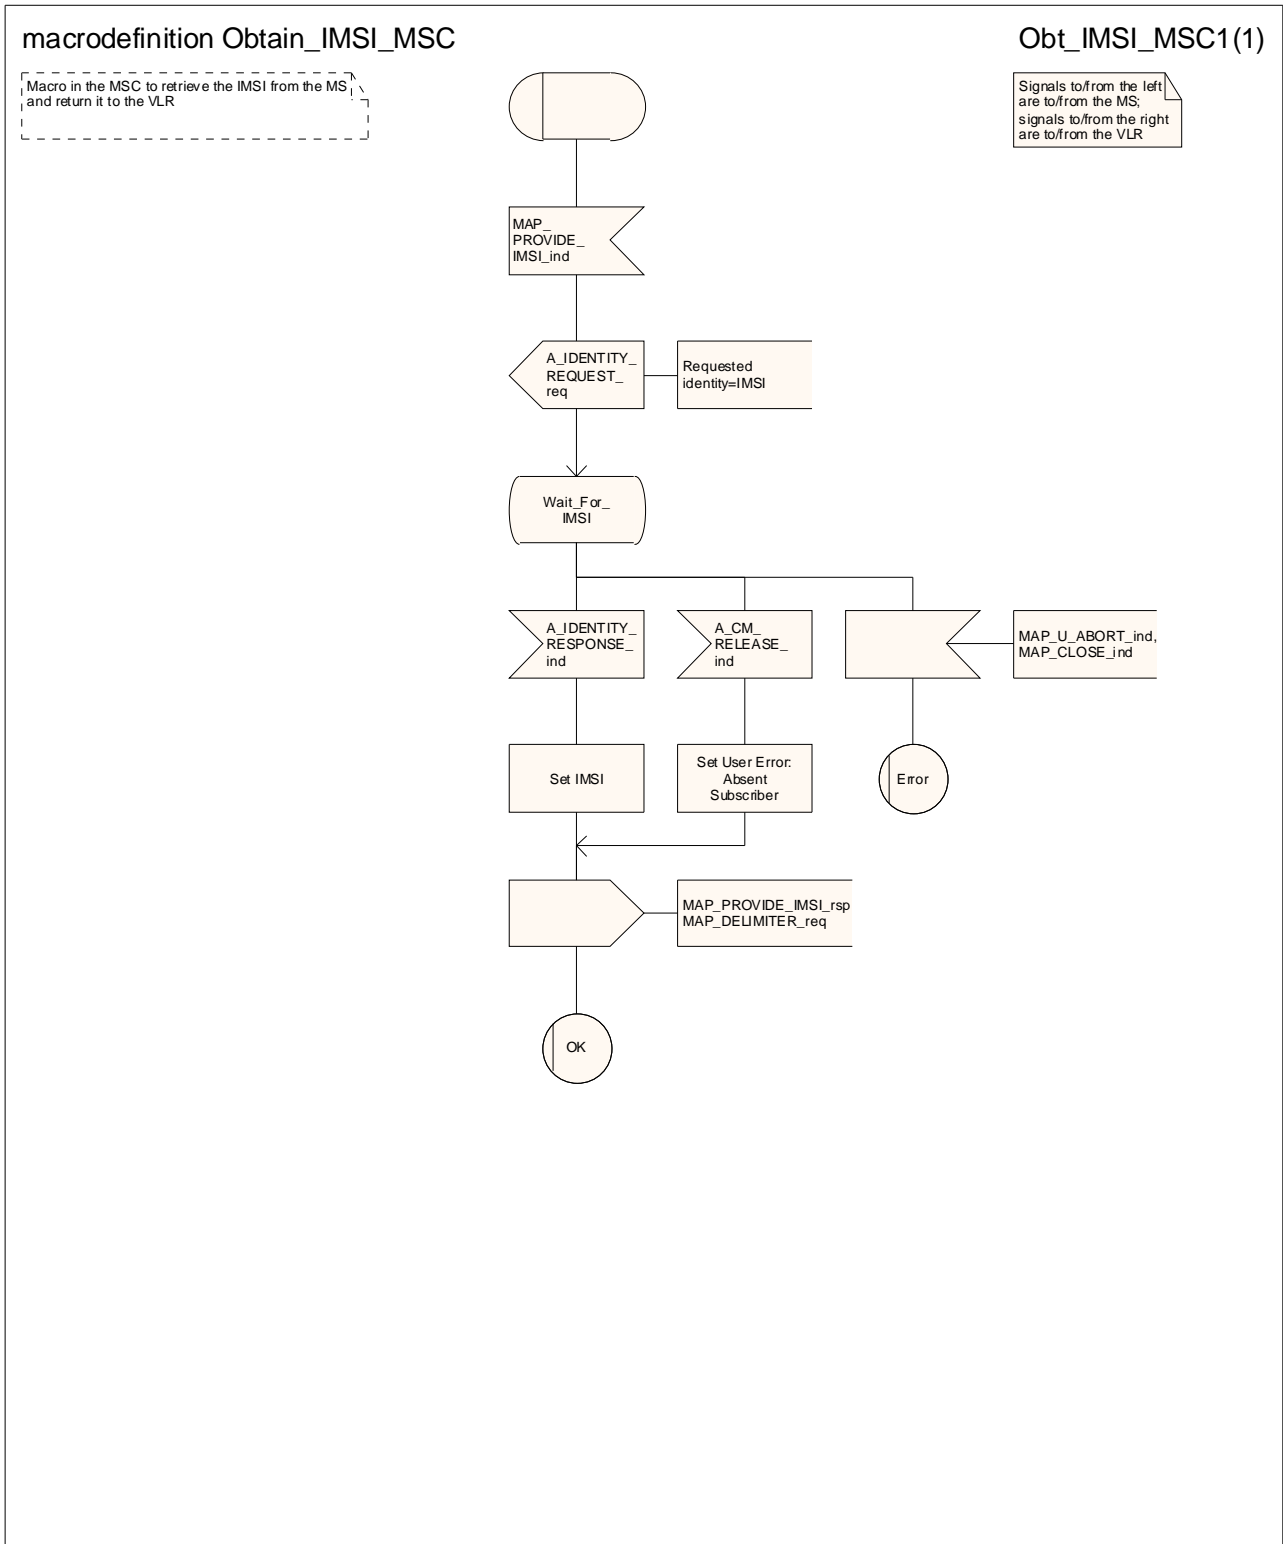 macrodefinition Obtain_IMSI_MSC
Obt_IMSI_MSC1(1)
Macro in the MSC to retrieve the IMSI from the MS
and return it to the VLR
Signals to/from the left
are to/from the MS;
signals to/from the right
are to/from the VLR
MAP_
PROVIDE_
IMSI_ind
A_IDENTITY_
REQUEST_
req
Requested
identity=IMSI
Wait_For_
IMSI
A_IDENTITY_
RESPONSE_
ind
A_CM_
RELEASE_
ind
MAP_U_ABORT_ind,
MAP_CLOSE_ind
Set IMSI
Set User Error:
Absent
Subscriber
Error
MAP_PROVIDE_IMSI_rsp
MAP_DELIMITER_req
OK